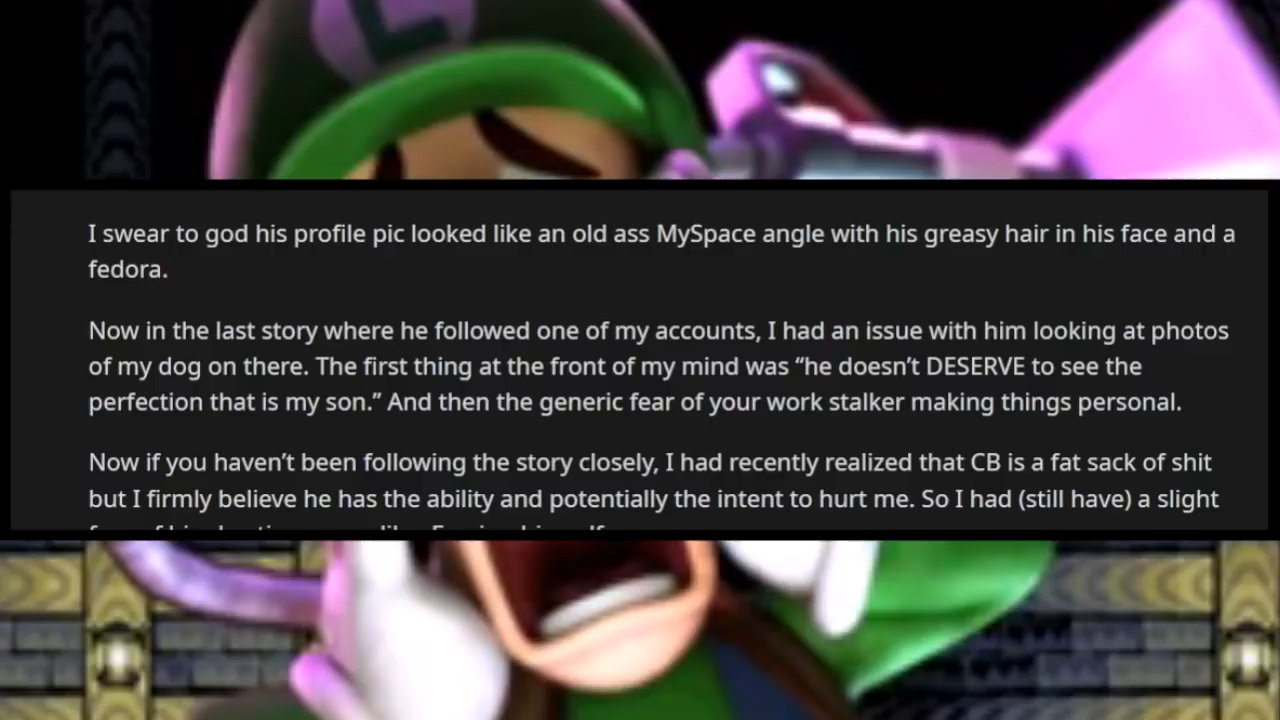 I swear to god his profile pic looked like an old ass MySpace angle with his greasy hair in his face and a
fedora.
Now in the last story where he followed one of my accounts, I had an issue with him looking at photos
of my dog on there. The first thing at the front of my mind was “he doesn’t DESERVE to see the
perfection that is my son.” And then the generic fear of your work stalker making things personal.
Now if you haven’t been following the story closely, I had recently realized that CB is a fat sack of shit
but I firmly believe he has the ability and potentially the intent to hurt me. So I had (still have) a slight
L